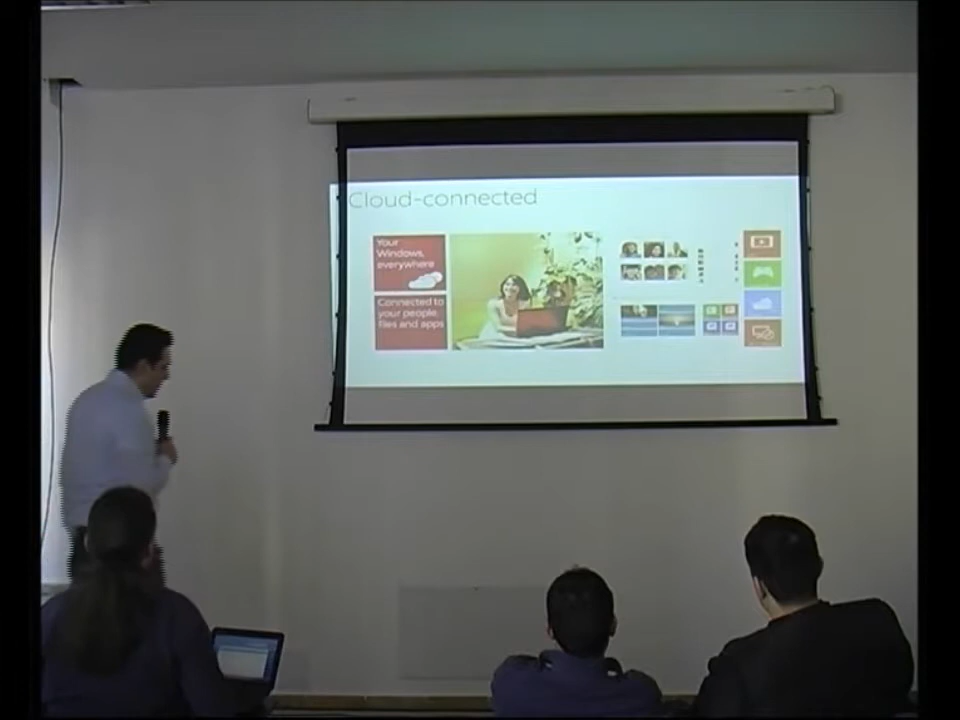 Cloud-connected
Your
Windows,
everywhere
Connected to
your people
files and apps